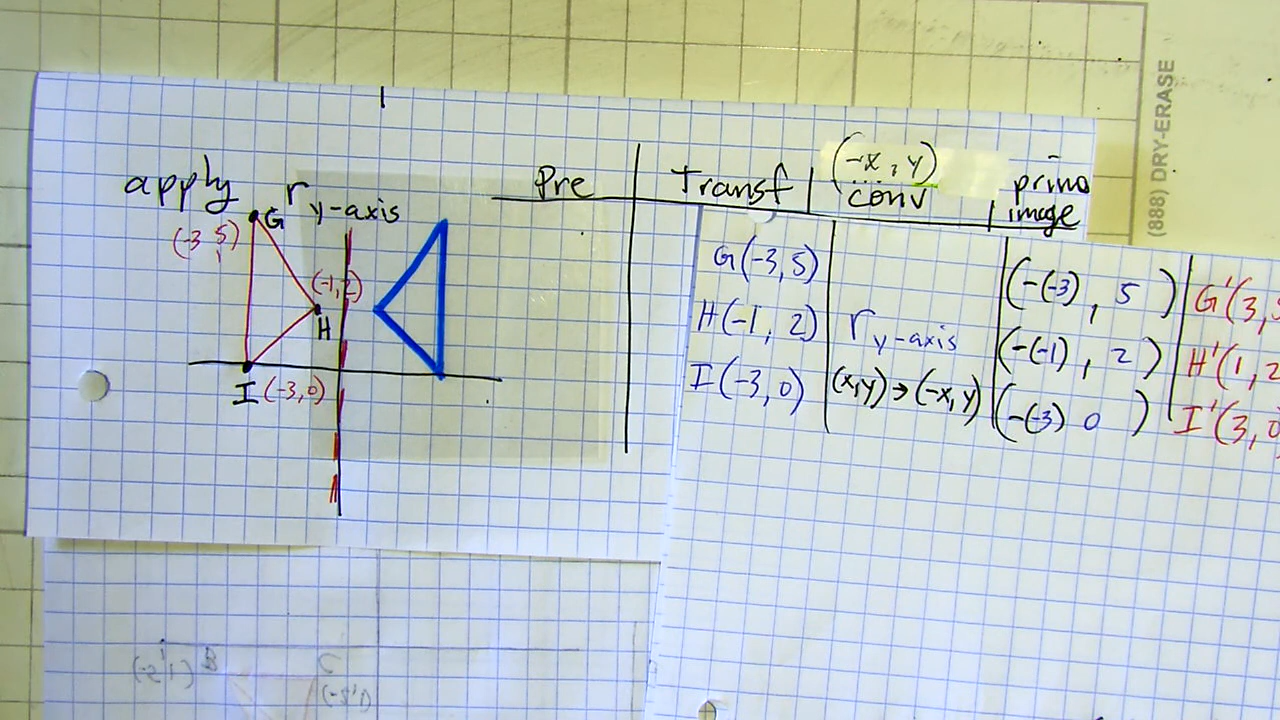 apply r y-axis
G
(-3, 5)
(-1, 2)
H
I (-3, 0)
Pre
Transf
(-x, y)
conv
prime
image
G(-3,5)
H(-1, 2)
I(-3, 0)
r y-axis
(x,y) → (-x, y)
(-(-3), 5)
(-(-1), 2)
(-(-3) 0)
G'(3,
H'(1, 2
I'(3, 0
(888) DRY-ERASE
B
C